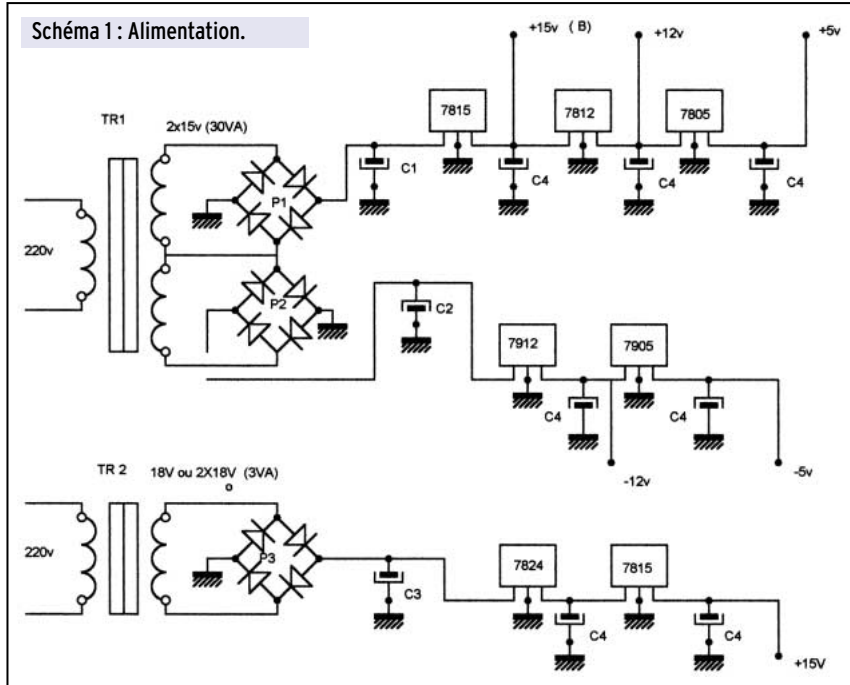 Schéma 1 : Alimentation.
+15v ( B)
+12v
+5v
7815
7812
7805
TR1
2x15v (30VA)
C1
C4
C4
C4
P1
220v
P2
C2
7912
7905
C4
C4
-12v
-5v
TR 2
18V ou 2X18V (3VA)
220v
P3
C3
7824
7815
C4
C4
+15V